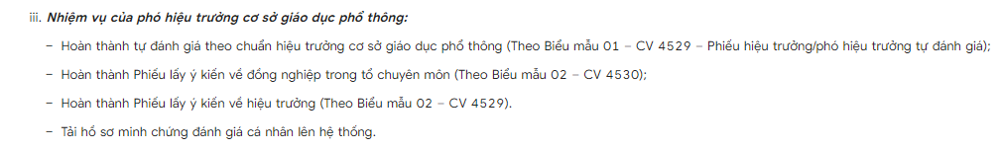 iii. Nhiệm vụ của phó hiệu trưởng cơ sở giáo dục phổ thông:
– Hoàn thành tự đánh giá theo chuẩn hiệu trưởng cơ sở giáo dục phổ thông (Theo Biểu mẫu 01 – CV 4529 – Phiếu hiệu trưởng/phó hiệu trưởng tự đánh giá);
– Hoàn thành Phiếu lấy ý kiến về đồng nghiệp trong tổ chuyên môn (Theo Biểu mẫu 02 – CV 4530);
– Hoàn thành Phiếu lấy ý kiến về hiệu trưởng (Theo Biểu mẫu 02 – CV 4529).
– Tải hồ sơ minh chứng đánh giá cá nhân lên hệ thống.